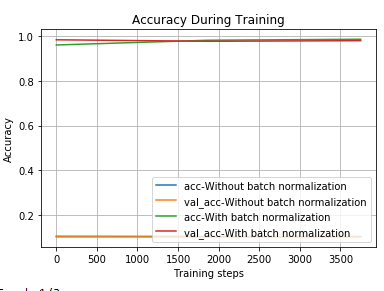 Accuracy During Training
1.0
0.8
0.6
0.4
0.2
Accuracy
acc-Without batch normalization
val_acc-Without batch normalization
acc-With batch normalization
val_acc-With batch normalization
0 500 1000 1500 2000 2500 3000 3500
Training steps